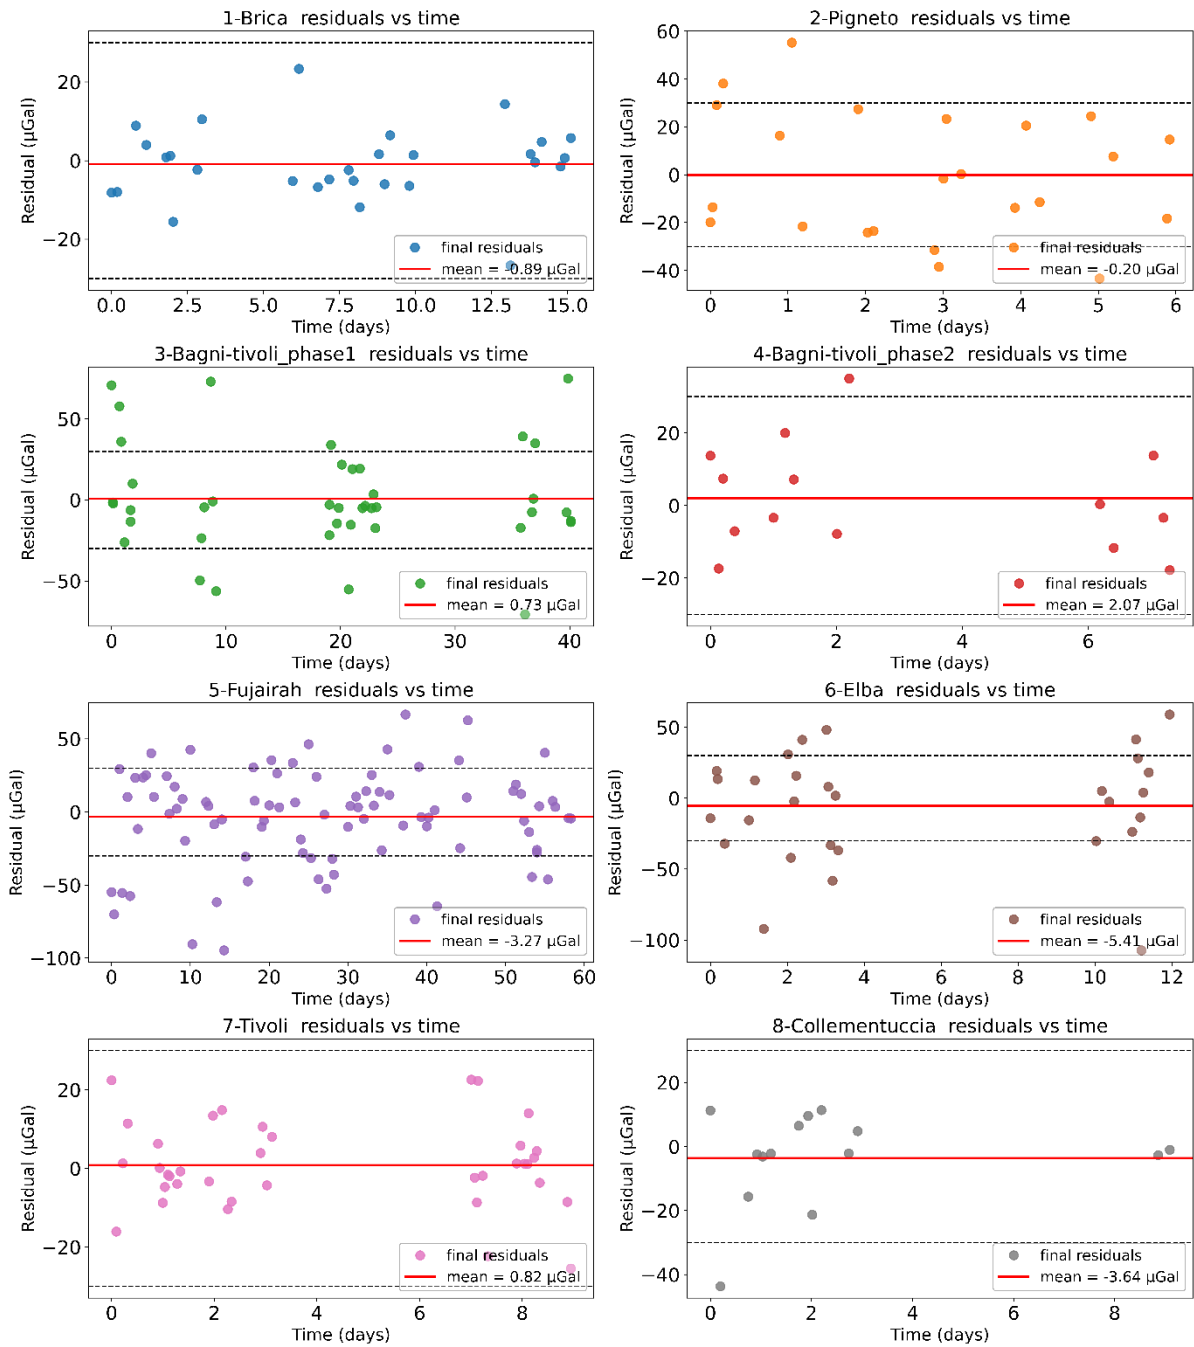 1-Brica  residuals vs time
Residual (μGal)
20
0
−20
final residuals
mean = -0.89 μGal
0.0 2.5 5.0 7.5 10.0 12.5 15.0
Time (days)
2-Pigneto  residuals vs time
Residual (μGal)
60
40
20
0
−20
−40
final residuals
mean = -0.20 μGal
0 1 2 3 4 5 6
Time (days)
3-Bagni-tivoli_phase1  residuals vs time
Residual (μGal)
50
0
−50
final residuals
mean = 0.73 μGal
0 10 20 30 40
Time (days)
4-Bagni-tivoli_phase2  residuals vs time
Residual (μGal)
20
0
−20
final residuals
mean = 2.07 μGal
0 2 4 6
Time (days)
5-Fujairah  residuals vs time
Residual (μGal)
50
0
−50
−100
final residuals
mean = -3.27 μGal
0 10 20 30 40 50 60
Time (days)
6-Elba  residuals vs time
Residual (μGal)
50
0
−50
−100
final residuals
mean = -5.41 μGal
0 2 4 6 8 10 12
Time (days)
7-Tivoli  residuals vs time
Residual (μGal)
20
0
−20
final residuals
mean = 0.82 μGal
0 2 4 6 8
Time (days)
8-Collementuccia  residuals vs time
Residual (μGal)
20
0
−20
−40
final residuals
mean = -3.64 μGal
0 2 4 6 8
Time (days)